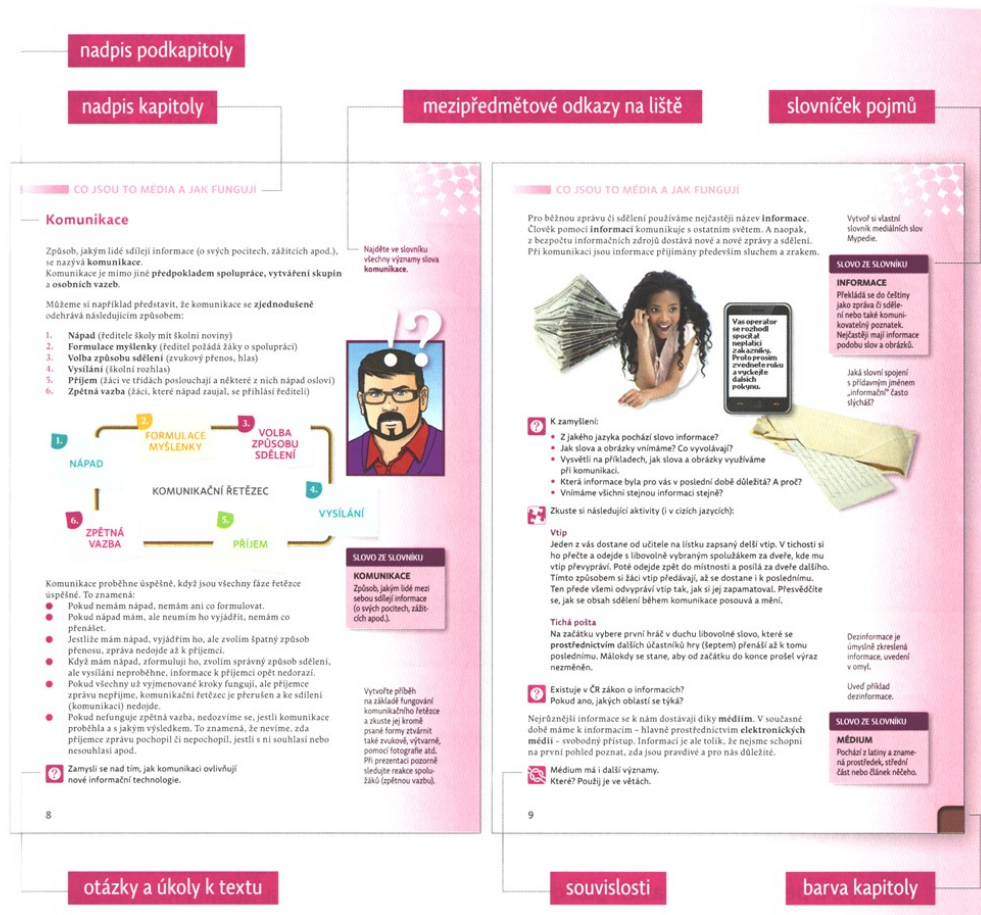 nadpis podkapitoly
nadpis kapitoly
mezipředmětové odkazy na liště
slovníček pojmů
CO JSOU TO MÉDIA A JAK FUNGUJÍ
Komunikace
Způsob, jakým lidé sdílejí informace (o svých pocitech, zážitcích apod.),
se nazývá komunikace.
Komunikace je mimo jiné předpokladem spolupráce, vytváření skupin
a osobních vazeb.
Můžeme si například představit, že komunikace se zjednodušeně
odehrává následujícím způsobem:
1. Nápad (ředitele školy mít školní noviny)
2. Formulace myšlenky (ředitel požádá žáky o spolupráci)
3. Volba způsobu sdělení (zvukový přenos, hlas)
4. Vysílání (školní rozhlas)
5. Příjem (žáci ve třídách poslouchají a některé z nich nápad osloví)
6. Zpětná vazba (žáci, které nápad zaujal, se přihlásí řediteli)
Najděte ve slovníku
všechny významy slova
komunikace.
!?
1.
NÁPAD
2.
FORMULACE
MYŠLENKY
3.
VOLBA
ZPŮSOBU
SDĚLENÍ
KOMUNIKAČNÍ ŘETĚZEC
4.
VYSÍLÁNÍ
5.
PŘÍJEM
6.
ZPĚTNÁ
VAZBA
SLOVO ZE SLOVNÍKU
KOMUNIKACE
Způsob, jakým lidé mezi
sebou sdílejí informace
(o svých pocitech, zážit-
cích apod.).
Komunikace proběhne úspěšně, když jsou všechny fáze řetězce
úspěšné. To znamená:
● Pokud nemám nápad, nemám ani co formulovat.
● Pokud nápad mám, ale neumím ho vyjádřit, nemám co
přenášet.
● Jestliže mám nápad, vyjádřím ho, ale zvolím špatný způsob
přenosu, zpráva nedojde až k příjemci.
● Když mám nápad, zformuluji ho, zvolím správný způsob sdělení,
ale vysílání neproběhne, informace k příjemci opět nedorazí.
● Pokud všechny už vyjmenované kroky fungují, ale příjemce
zprávu nepřijme, komunikační řetězec je přerušen a ke sdílení
(komunikaci) nedojde.
● Pokud nefunguje zpětná vazba, nedozvíme se, jestli komunikace
proběhla a s jakým výsledkem. To znamená, že nevíme, zda
příjemce zprávu pochopil či nepochopil, jestli s ní souhlasí nebo
nesouhlasí apod.
Vytvořte příběh
na základě fungování
komunikačního řetězce
a zkuste jej kromě
psané formy ztvárnit
také zvukově, výtvarně,
pomocí fotografie atd.
Při prezentaci pozorně
sledujte reakce spolu-
žáků (zpětnou vazbu).
? Zamysli se nad tím, jak komunikaci ovlivňují
nové informační technologie.
8
CO JSOU TO MÉDIA A JAK FUNGUJÍ
Pro běžnou zprávu či sdělení používáme nejčastěji název informace.
Člověk pomocí informací komunikuje s ostatním světem. A naopak,
z bezpočtu informačních zdrojů dostává nové a nové zprávy a sdělení.
Při komunikaci jsou informace přijímány především sluchem a zrakem.
Vytvoř si vlastní
slovník mediálních slov
Mypedie.
SLOVO ZE SLOVNÍKU
INFORMACE
Překládá se do češtiny
jako zpráva či sděle-
ní nebo také komuni-
kovatelný poznatek.
Nejčastěji mají informace
podobu slov a obrázků.
Jaká slovní spojení
s přídavným jménem
„informační“ často
slýcháš?
Vas operator
se rozhodl
spocital
neplatici
zakazniky.
Proto prosim
zvednete ruku
a vyckejte
dalsich
pokynu.
? K zamyšlení:
• Z jakého jazyka pochází slovo informace?
• Jak slova a obrázky vnímáme? Co vyvolávají?
• Vysvětli na příkladech, jak slova a obrázky využíváme
při komunikaci.
• Která informace byla pro vás v poslední době důležitá? A proč?
• Vnímáme všichni stejnou informaci stejně?
Zkuste si následující aktivity (i v cizích jazycích):
Vtip
Jeden z vás dostane od učitele na lístku zapsaný delší vtip. V tichosti si
ho přečte a odejde s libovolně vybraným spolužákem za dveře, kde mu
vtip převypráví. Poté odejde zpět do místnosti a posílá za dveře dalšího.
Tímto způsobem si žáci vtip předávají, až se dostane i k poslednímu.
Ten přede všemi odvypráví vtip tak, jak si jej zapamatoval. Přesvědčíte
se, jak se obsah sdělení během komunikace posouvá a mění.
Tichá pošta
Na začátku vybere první hráč v duchu libovolné slovo, které se
prostřednictvím dalších účastníků hry (šeptem) přenáší až k tomu
poslednímu. Málokdy se stane, aby od začátku do konce prošel výraz
nezměněn.
Dezinformace je
úmyslně zkreslená
informace, uvedení
v omyl.
Uveď příklad
dezinformace.
? Existuje v ČR zákon o informacích?
Pokud ano, jakých oblastí se týká?
Nejrůznější informace se k nám dostávají díky médiím. V současné
době máme k informacím – hlavně prostřednictvím elektronických
médií – svobodný přístup. Informací je ale tolik, že nejsme schopni
na první pohled poznat, zda jsou pravdivé a pro nás důležité.
SLOVO ZE SLOVNÍKU
MÉDIUM
Pochází z latiny a zname-
ná prostředek, střední
část nebo článek něčeho.
Médium má i další významy.
Které? Použij je ve větách.
9
otázky a úkoly k textu
souvislosti
barva kapitoly